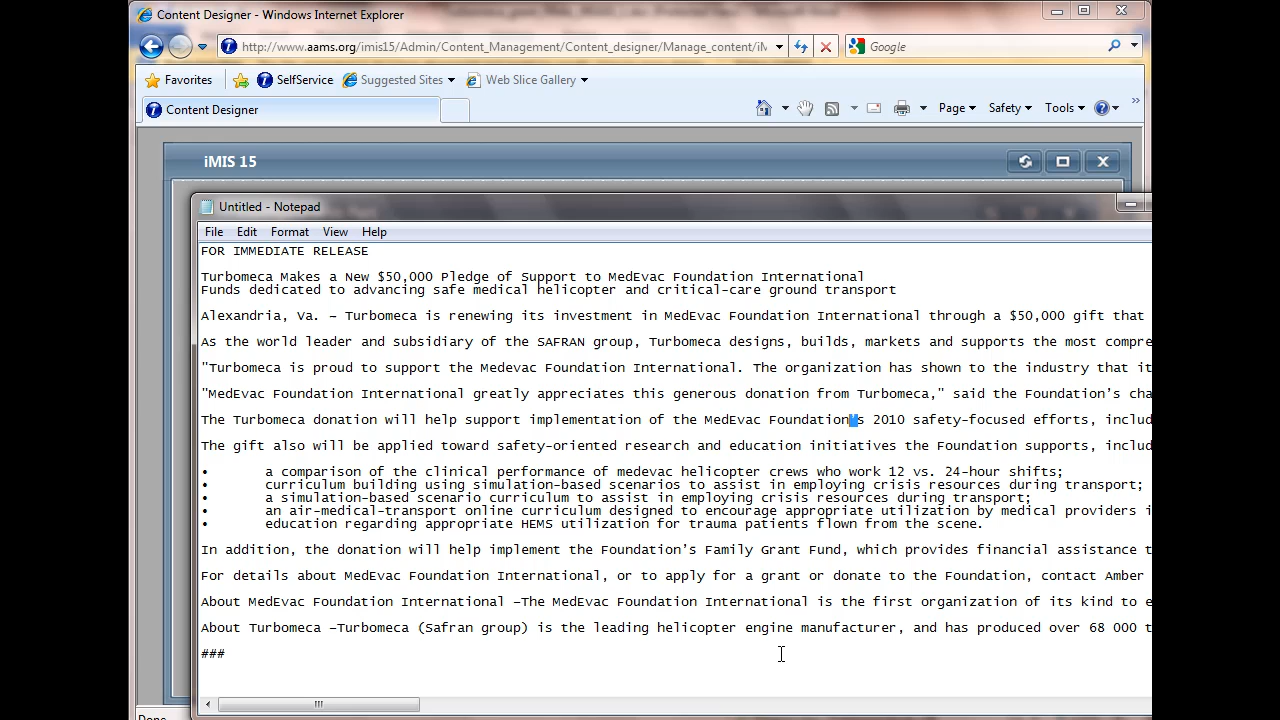 Content Designer - Windows Internet Explorer
http://www.aams.org/imis15/Admin/Content_Management/Content_designer/Manage_content/iM
Google
Favorites
SelfService
Suggested Sites
Web Slice Gallery
Content Designer
Page
Safety
Tools
»
iMIS 15
Untitled - Notepad
File Edit Format View Help
FOR IMMEDIATE RELEASE
Turbomeca Makes a New $50,000 Pledge of Support to MedEvac Foundation International
Funds dedicated to advancing safe medical helicopter and critical-care ground transport
Alexandria, Va. – Turbomeca is renewing its investment in MedEvac Foundation International through a $50,000 gift that
As the world leader and subsidiary of the SAFRAN group, Turbomeca designs, builds, markets and supports the most compre
"Turbomeca is proud to support the Medevac Foundation International. The organization has shown to the industry that it
"MedEvac Foundation International greatly appreciates this generous donation from Turbomeca," said the Foundation’s cha
The Turbomeca donation will help support implementation of the MedEvac Foundation’s 2010 safety-focused efforts, includ
The gift also will be applied toward safety-oriented research and education initiatives the Foundation supports, includ
• a comparison of the clinical performance of medevac helicopter crews who work 12 vs. 24-hour shifts;
• curriculum building using simulation-based scenarios to assist in employing crisis resources during transport;
• a simulation-based scenario curriculum to assist in employing crisis resources during transport;
• an air-medical-transport online curriculum designed to encourage appropriate utilization by medical providers i
• education regarding appropriate HEMS utilization for trauma patients flown from the scene.
In addition, the donation will help implement the Foundation’s Family Grant Fund, which provides financial assistance t
For details about MedEvac Foundation International, or to apply for a grant or donate to the Foundation, contact Amber
About MedEvac Foundation International –The MedEvac Foundation International is the first organization of its kind to e
About Turbomeca –Turbomeca (Safran group) is the leading helicopter engine manufacturer, and has produced over 68 000 t
###
Done